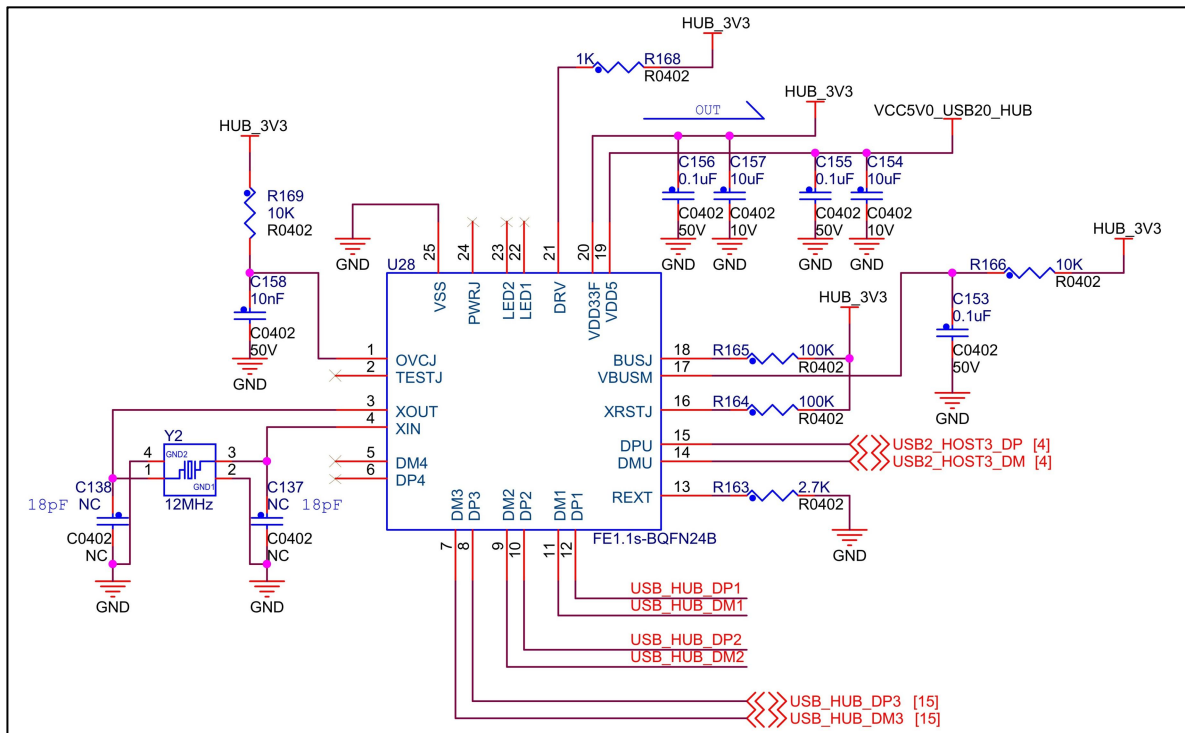 HUB_3V3
1K
R168
R0402
OUT
HUB_3V3
VCC5V0_USB20_HUB
HUB_3V3
R169
10K
R0402
C156
0.1uF
C0402
50V
C157
10uF
C0402
10V
C155
0.1uF
C0402
50V
C154
10uF
C0402
10V
GND
GND
GND
GND
GND
HUB_3V3
R166
10K
R0402
C153
0.1uF
C0402
50V
GND
C158
10nF
C0402
50V
GND
U28
25
24
23
22
21
20
19
VSS
PWRJ
LED2
LED1
DRV
VDD33F
VDD5
HUB_3V3
1
OVCJ
2
TESTJ
3
XOUT
4
XIN
5
DM4
6
DP4
BUSJ
18
R165
100K
R0402
VBUSM
17
XRSTJ
16
R164
100K
R0402
DPU
15
USB2_HOST3_DP [4]
DMU
14
USB2_HOST3_DM [4]
REXT
13
R163
2.7K
R0402
GND
Y2
4
GND2
3
1
GND1
2
12MHz
18pF
C138
NC
C0402
NC
GND
18pF
C137
NC
C0402
NC
GND
DM3
DP3
DM2
DP2
DM1
DP1
7
8
9
10
11
12
FE1.1s-BQFN24B
USB_HUB_DP1
USB_HUB_DM1
USB_HUB_DP2
USB_HUB_DM2
USB_HUB_DP3 [15]
USB_HUB_DM3 [15]